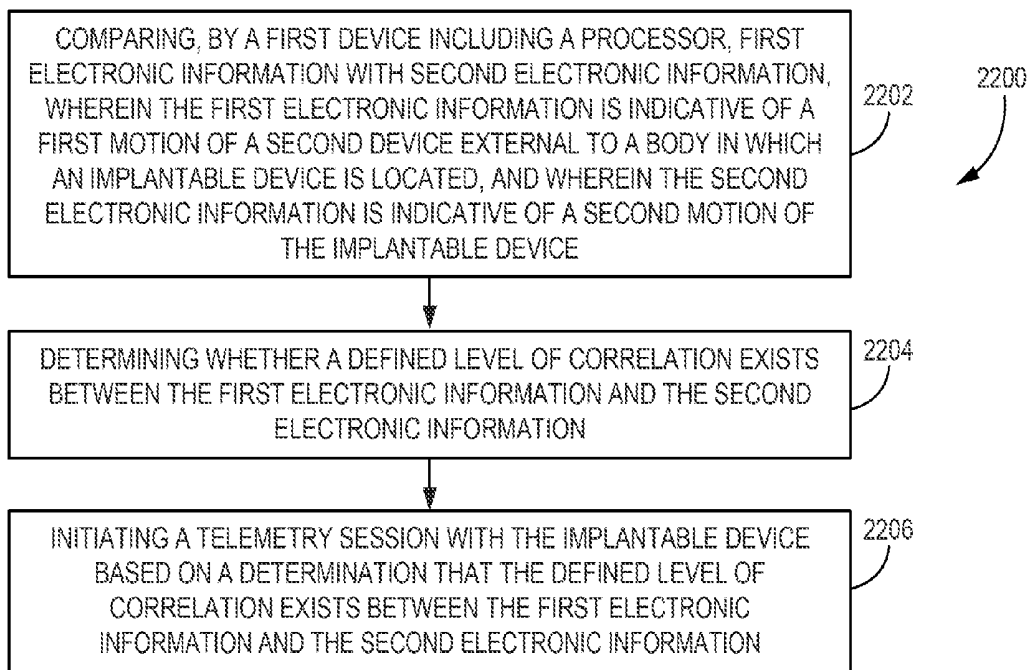 COMPARING, BY A FIRST DEVICE INCLUDING A PROCESSOR, FIRST
ELECTRONIC INFORMATION WITH SECOND ELECTRONIC INFORMATION,
WHEREIN THE FIRST ELECTRONIC INFORMATION IS INDICATIVE OF A
FIRST MOTION OF A SECOND DEVICE EXTERNAL TO A BODY IN WHICH
AN IMPLANTABLE DEVICE IS LOCATED, AND WHEREIN THE SECOND
ELECTRONIC INFORMATION IS INDICATIVE OF A SECOND MOTION OF
THE IMPLANTABLE DEVICE
2202
2200
DETERMINING WHETHER A DEFINED LEVEL OF CORRELATION EXISTS
BETWEEN THE FIRST ELECTRONIC INFORMATION AND THE SECOND
ELECTRONIC INFORMATION
2204
INITIATING A TELEMETRY SESSION WITH THE IMPLANTABLE DEVICE
BASED ON A DETERMINATION THAT THE DEFINED LEVEL OF
CORRELATION EXISTS BETWEEN THE FIRST ELECTRONIC
INFORMATION AND THE SECOND ELECTRONIC INFORMATION
2206